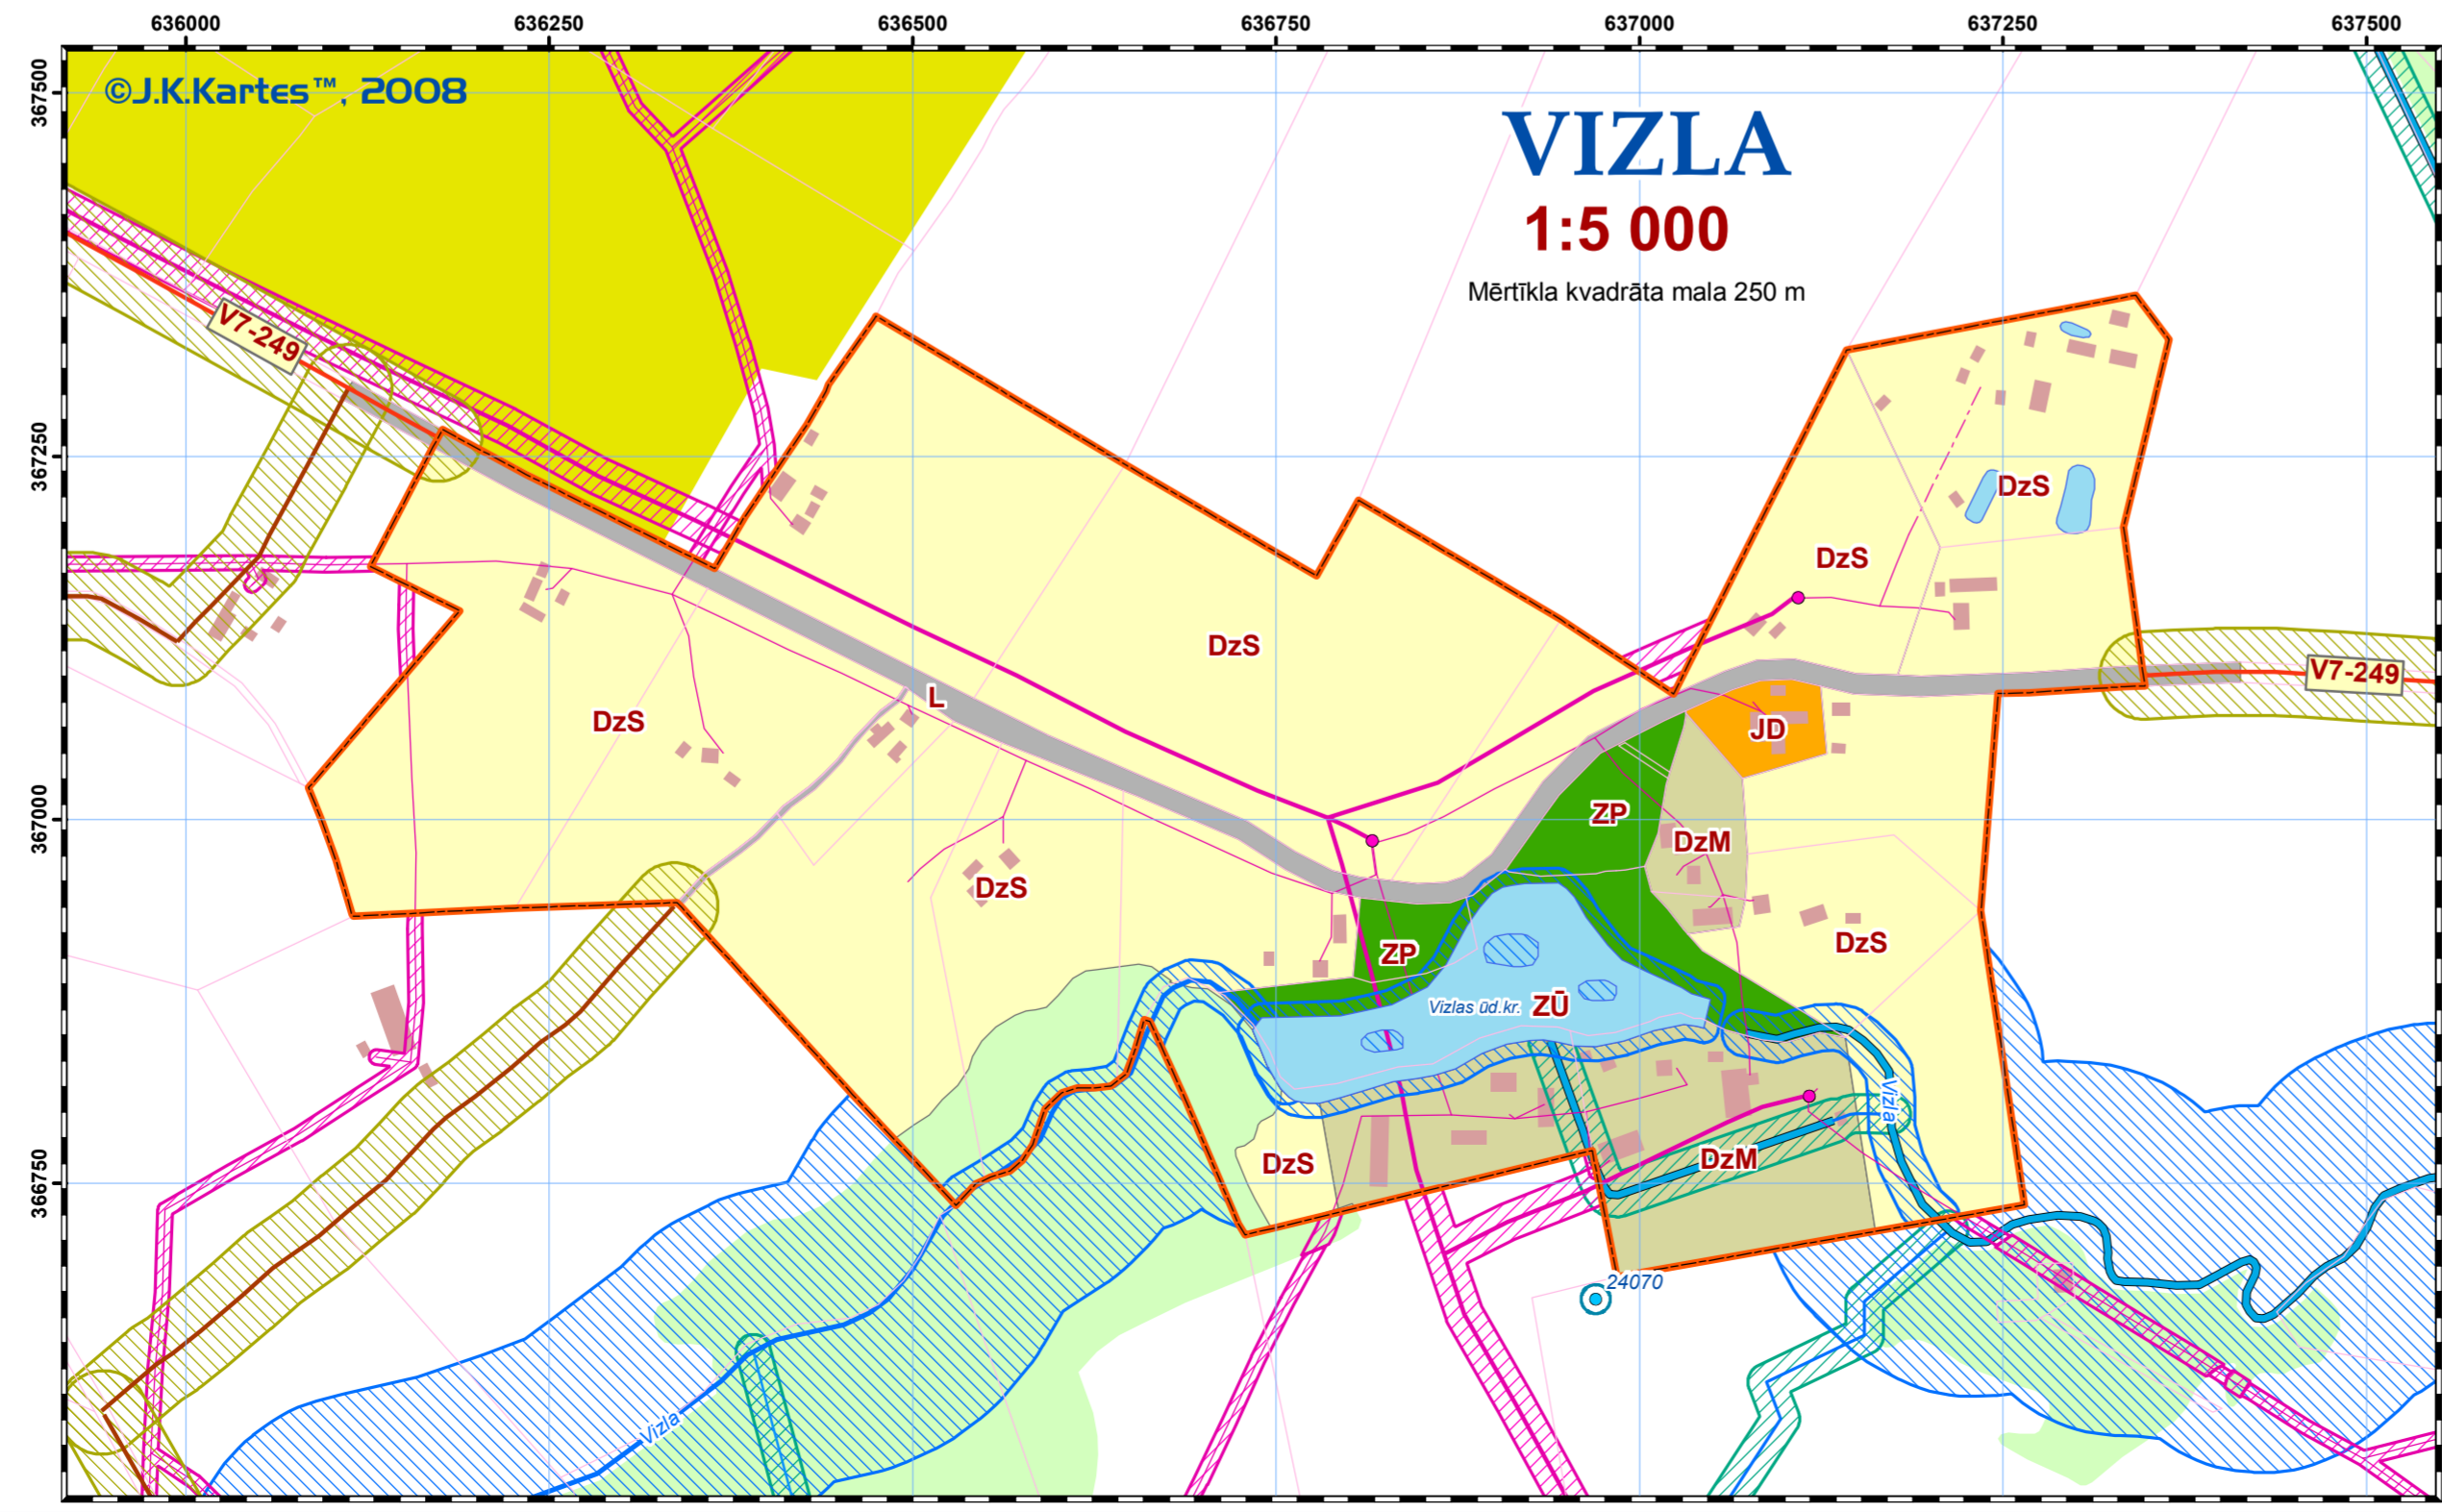 636000 636250 636500 636750 637000 637250 637500
367500
©J.K.Kartes™, 2008
VIZLA
1:5 000
Mērtīkla kvadrāta mala 250 m
V7-249
367250
DzS
DzS
DzS
V7-249
L
DzS
JD
367000
ZP
DzM
DzS
DzS
ZP
Vizlas ūd.kr. ZŪ
Vizla
DzS
DzM
366750
24070
Vizla